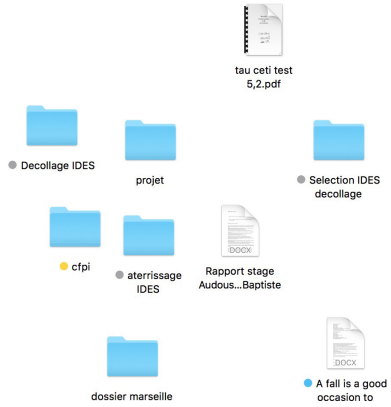 tau ceti test
5,2.pdf
Decollage IDES
projet
Selection IDES
decollage
cfpi
aterrissage
IDES
DOCX
Rapport stage
Audous...Baptiste
dossier marseille
DOCX
A fall is a good
occasion to